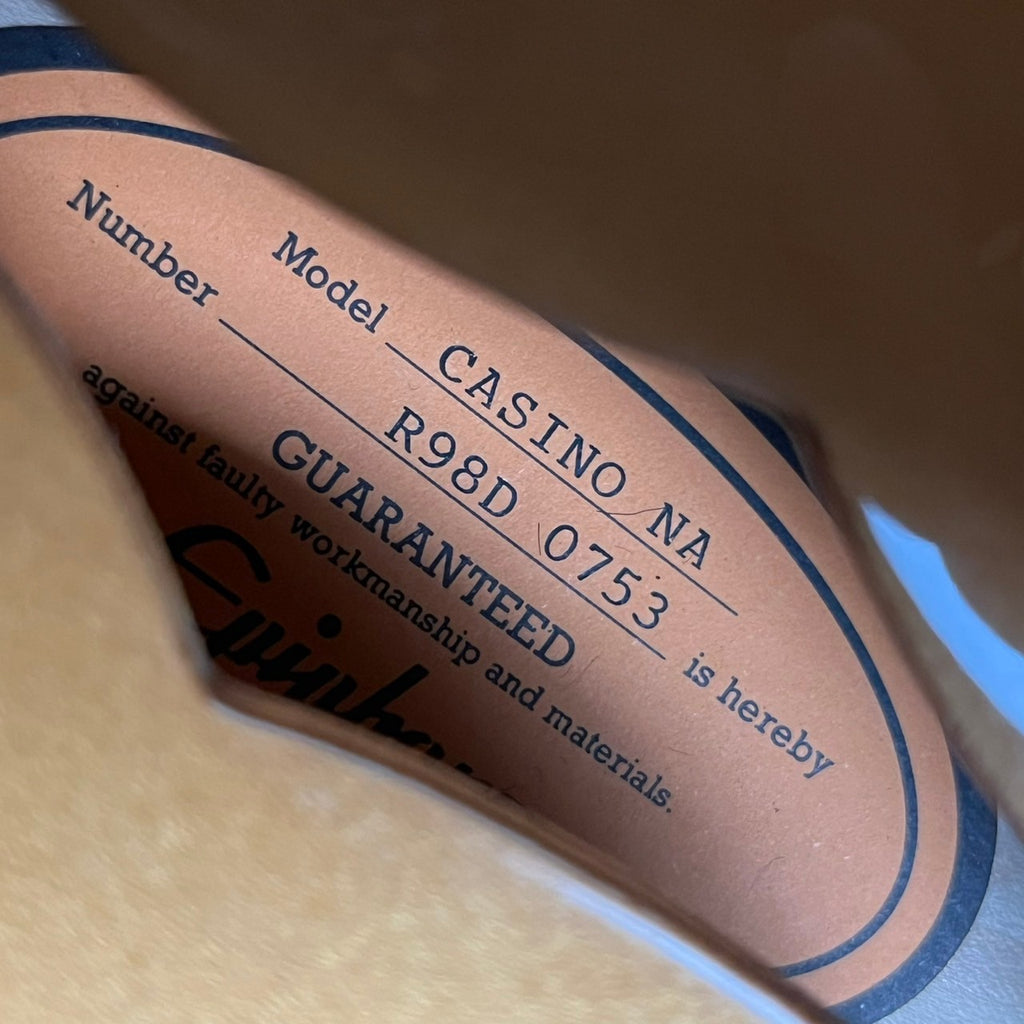 Model CASINO NA
Number R98D 0753 is hereby
GUARANTEED
against faulty workmanship and materials.